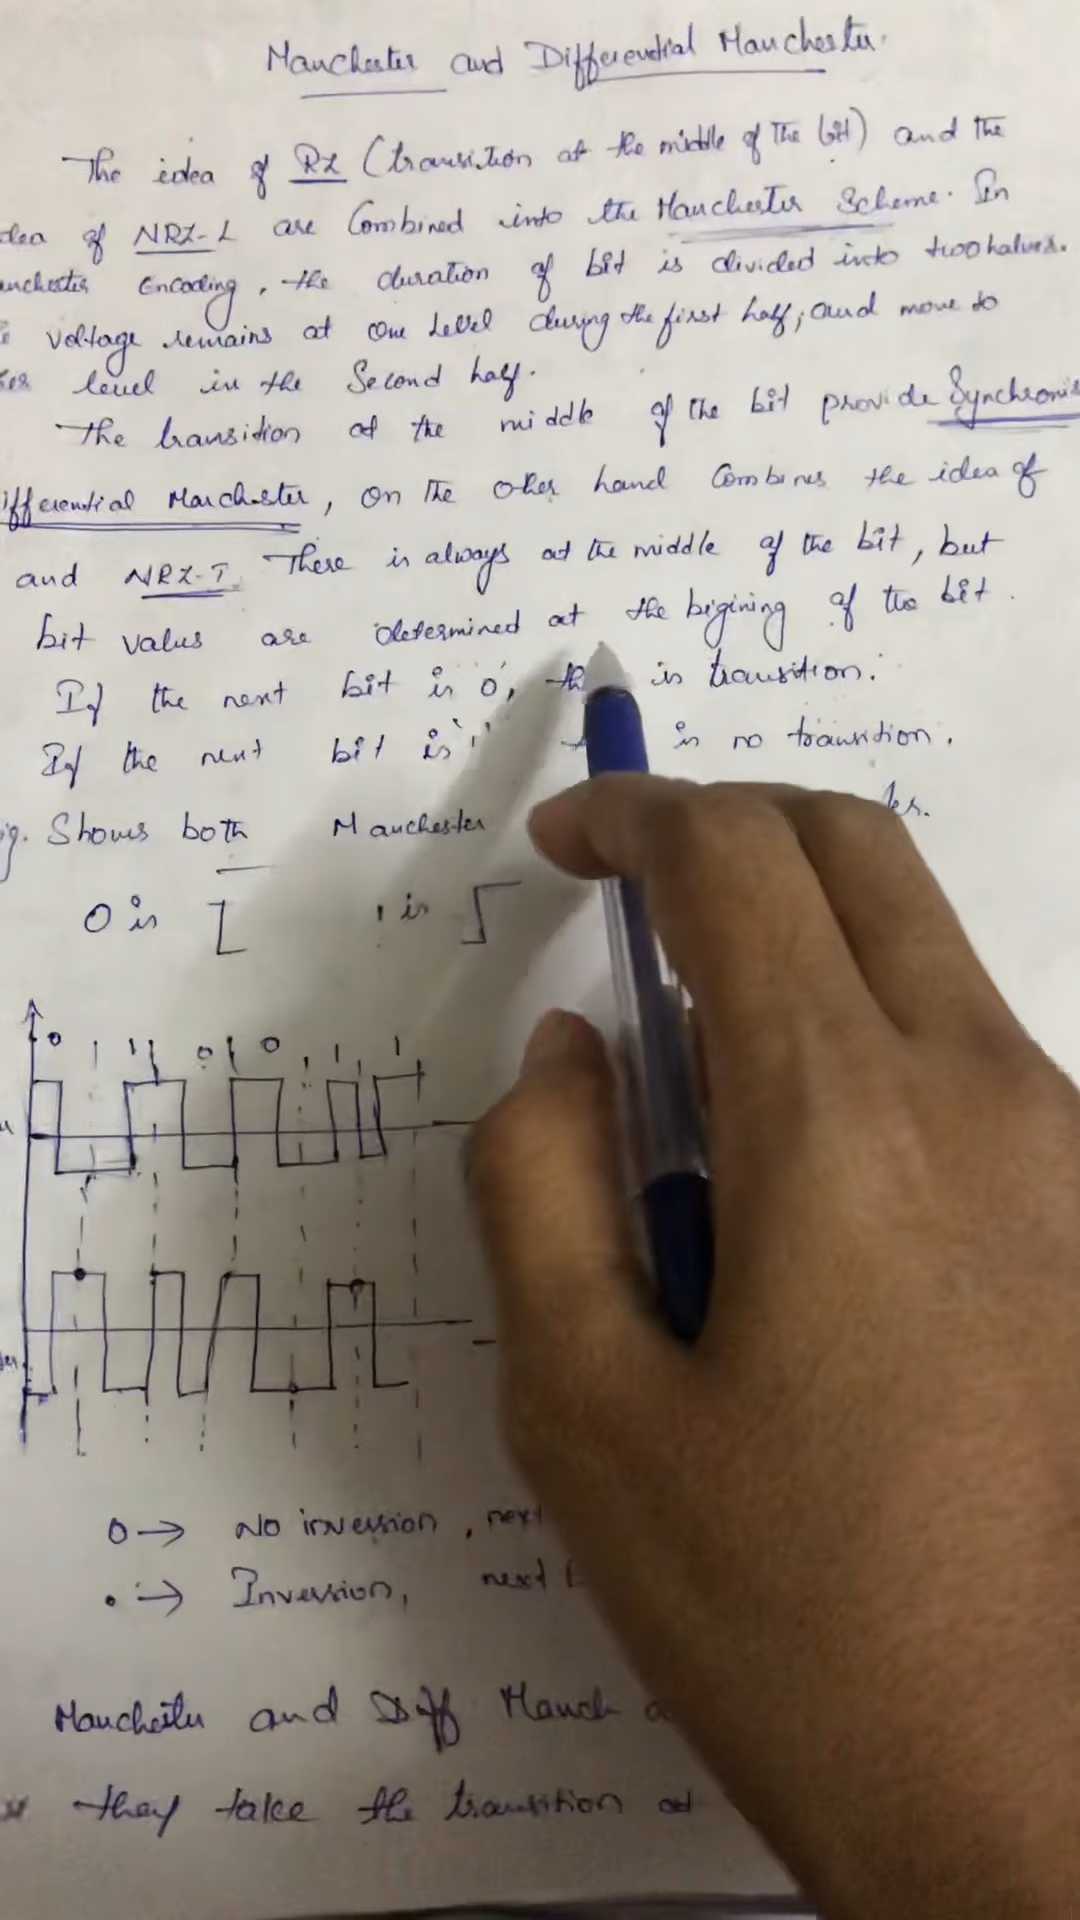 Manchester and Differential Manchester.
The idea of RZ (transition at the middle of the bit) and the
dea of NRZ-L are Combined into the Manchester Scheme. In
anchester Encoding, the duration of bit is divided into two halves.
voltage remains at one level during the first half, and move to
level in the Second half.
The transition at the middle of the bit provide Synchronis
ifferential Manchester, on the other hand Combines the idea of
and NRZ-I There is always at the middle of the bit, but
bit values are determined at the bigining of the bit.
If the next bit is '0', th is transition.
If the next bit is '1' is no transition.
ig. Shows both Manchester
0 is 1 is
0 1 0 0 1 1
0 → No inversion, next
• → Inversion, next
Manchester and Diff Manch
they take the transition at